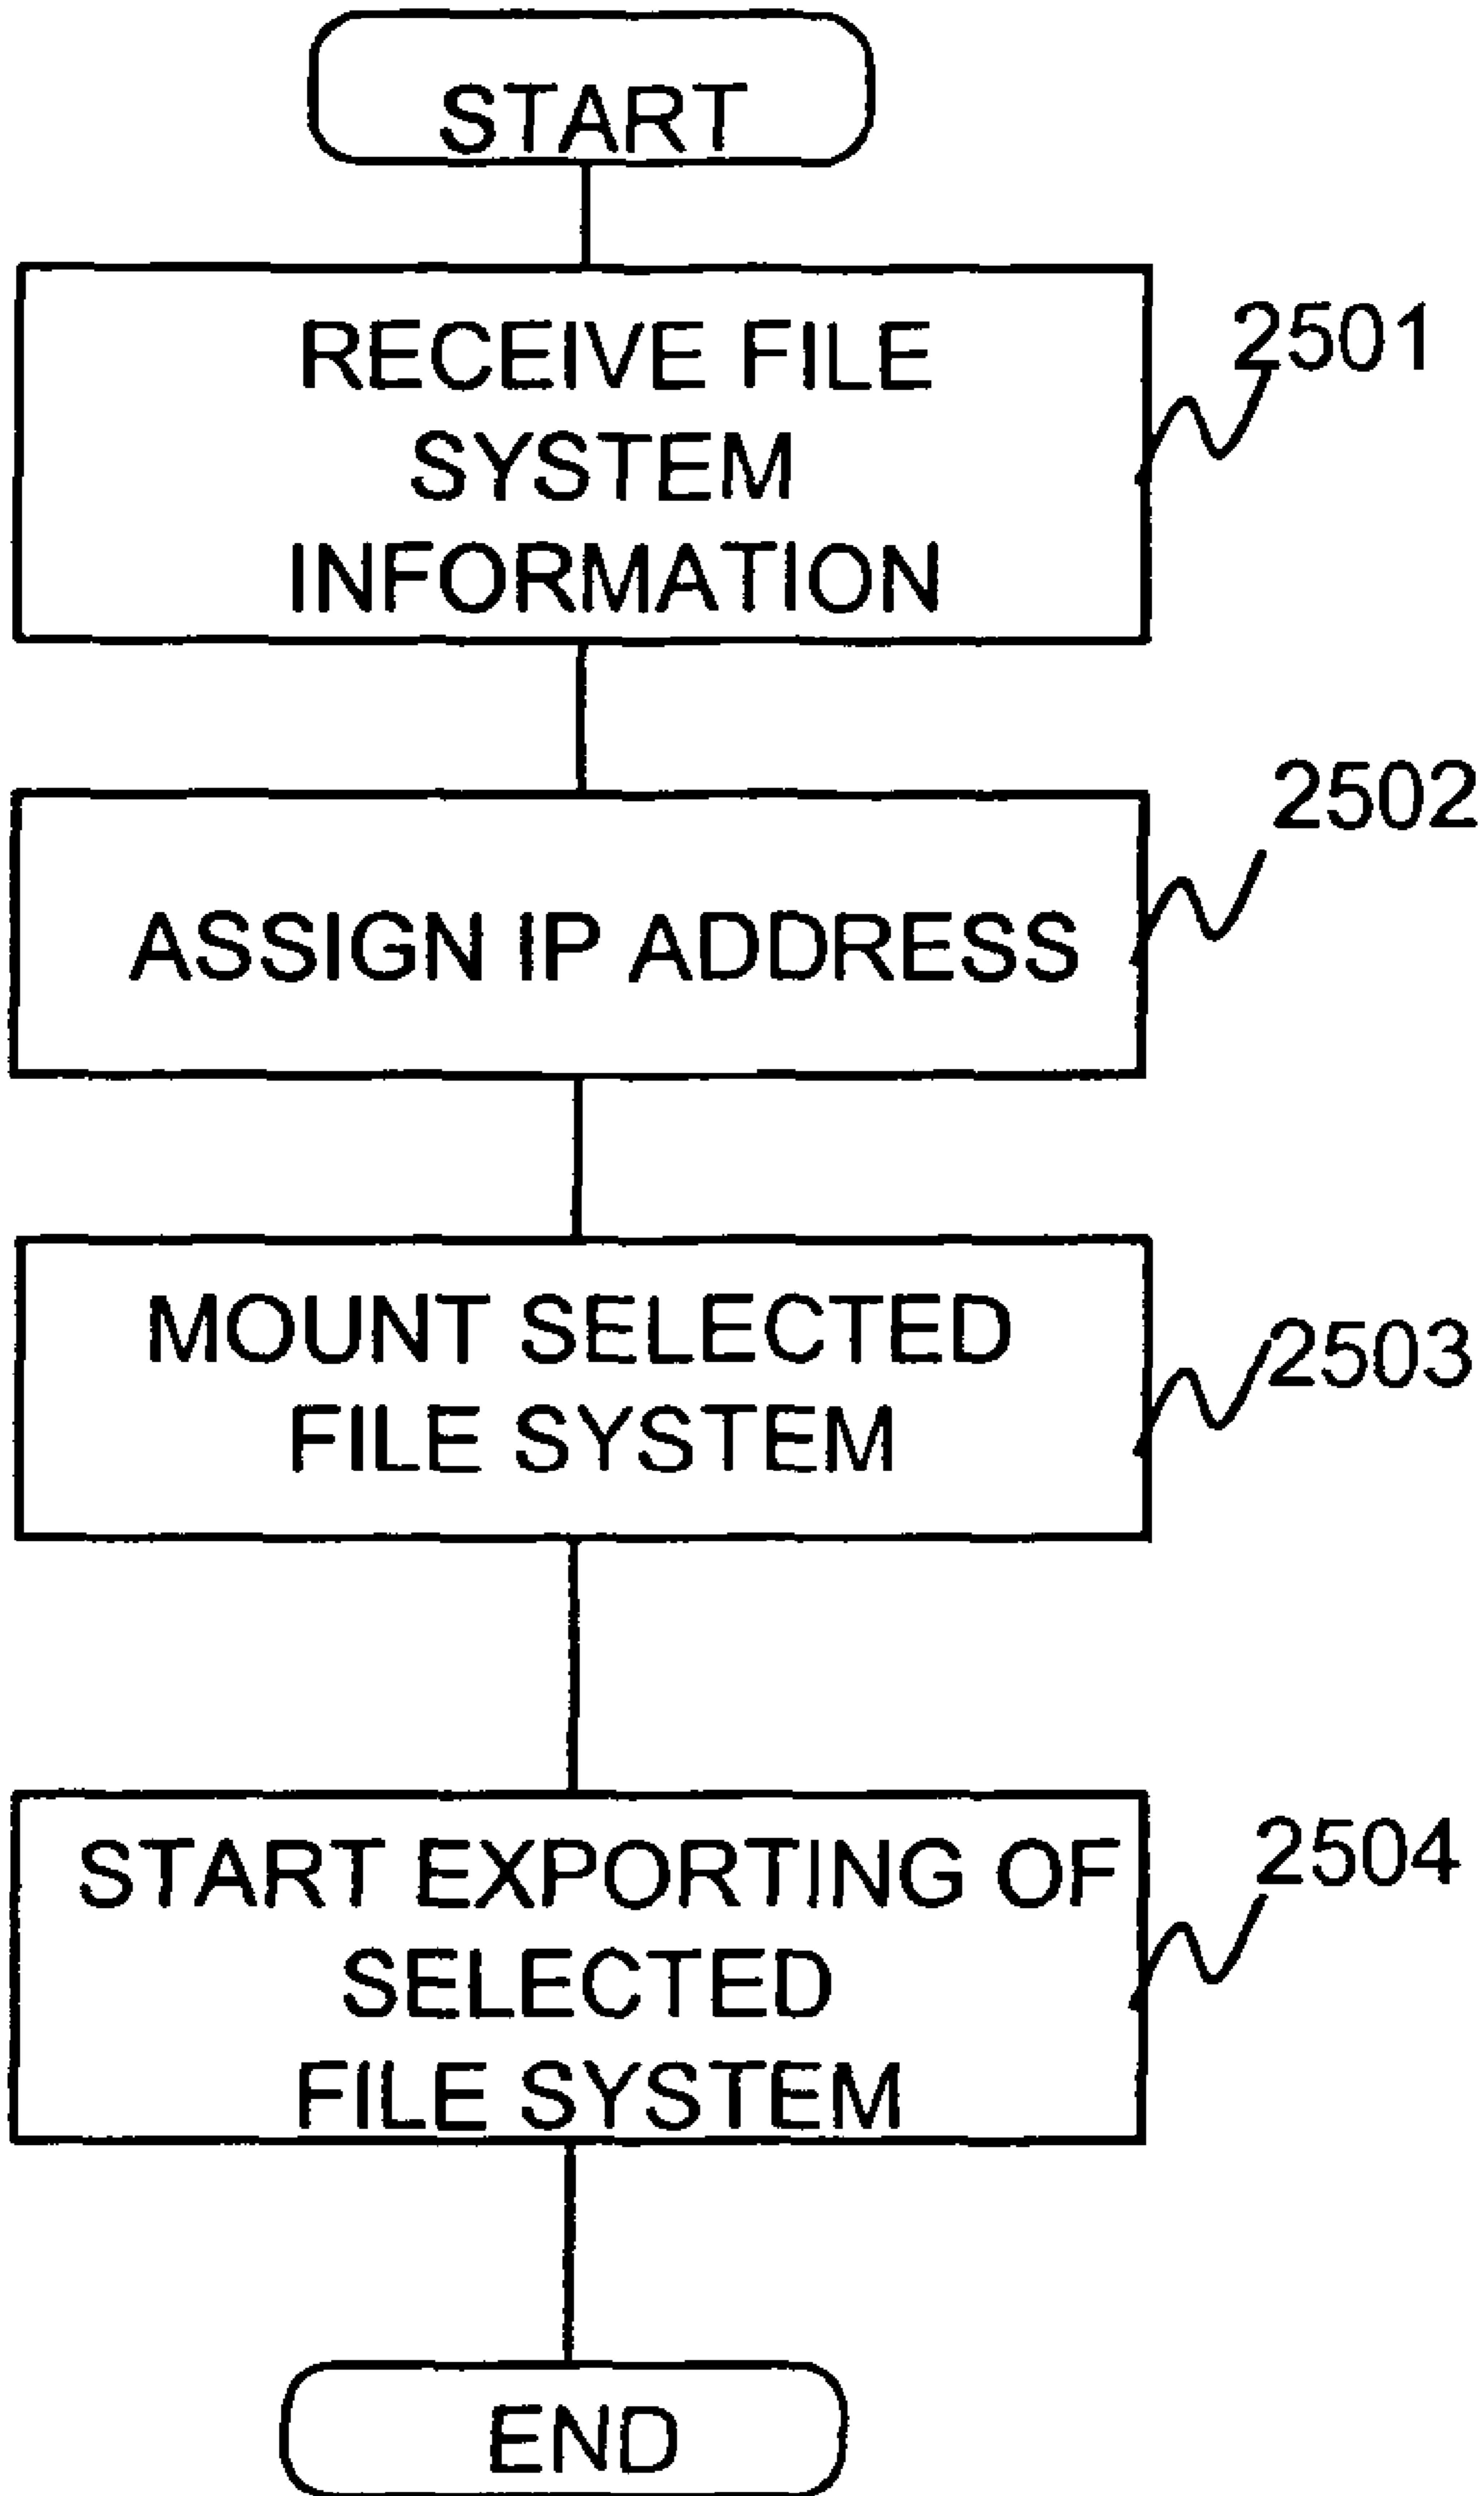 START
RECEIVE FILE
SYSTEM
INFORMATION
2501
ASSIGN IP ADDRESS
2502
MOUNT SELECTED
FILE SYSTEM
2503
START EXPORTING OF
SELECTED
FILE SYSTEM
2504
END